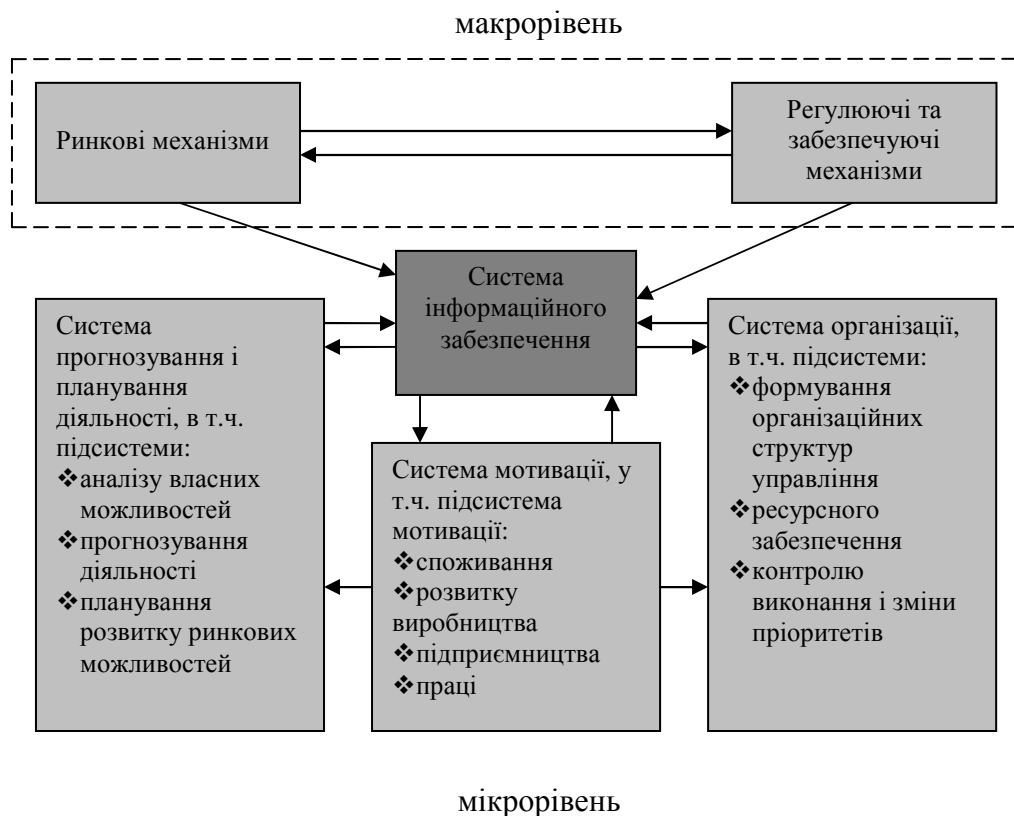 макрорівень
Ринкові механізми
Регулюючі та
забезпечуючі
механізми
Система
інформаційного
забезпечення
Система
прогнозування і
планування
діяльності, в т.ч.
підсистеми:
❖аналізу власних
можливостей
❖прогнозування
діяльності
❖планування
розвитку ринкових
можливостей
Система мотивації, у
т.ч. підсистема
мотивації:
❖споживання
❖розвитку
виробництва
❖підприємництва
❖праці
Система організації,
в т.ч. підсистеми:
❖формування
організаційних
структур
управління
❖ресурсного
забезпечення
❖контролю
виконання і зміни
пріоритетів
мікрорівень